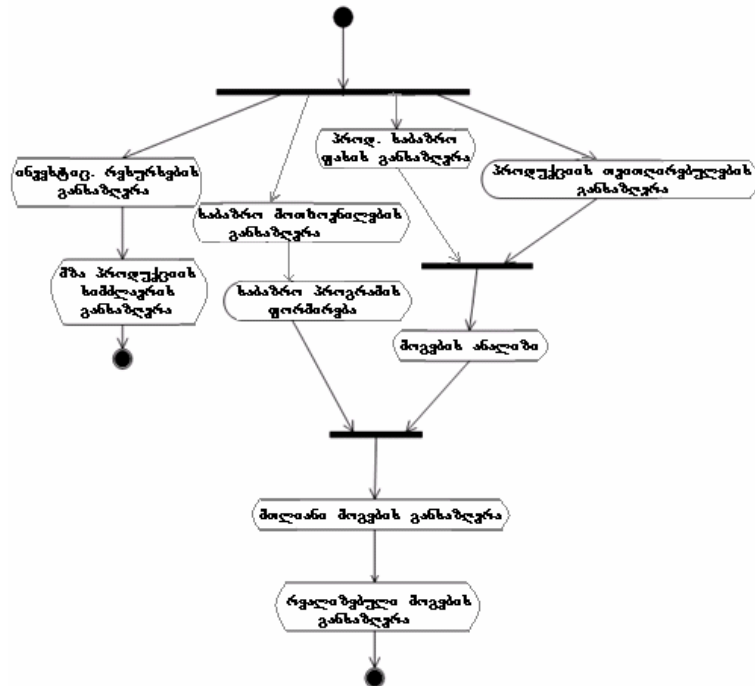 პროდ. საბაზრო
ფასის განსაზღვრა
ინვესტიც. რესურსების
განსაზღვრა
პროდუქციის თვითღირებულების
განსაზღვრა
საბაზრო მოთხოვნილების
განსაზღვრა
მზა პროდუქციის
სიმძლავრის
განსაზღვრა
საბაზრო პროგრამის
ფორმირება
მოგების ანალიზი
მთლიანი მოგების განსაზღვრა
რეალიზებული მოგების
განსაზღვრა